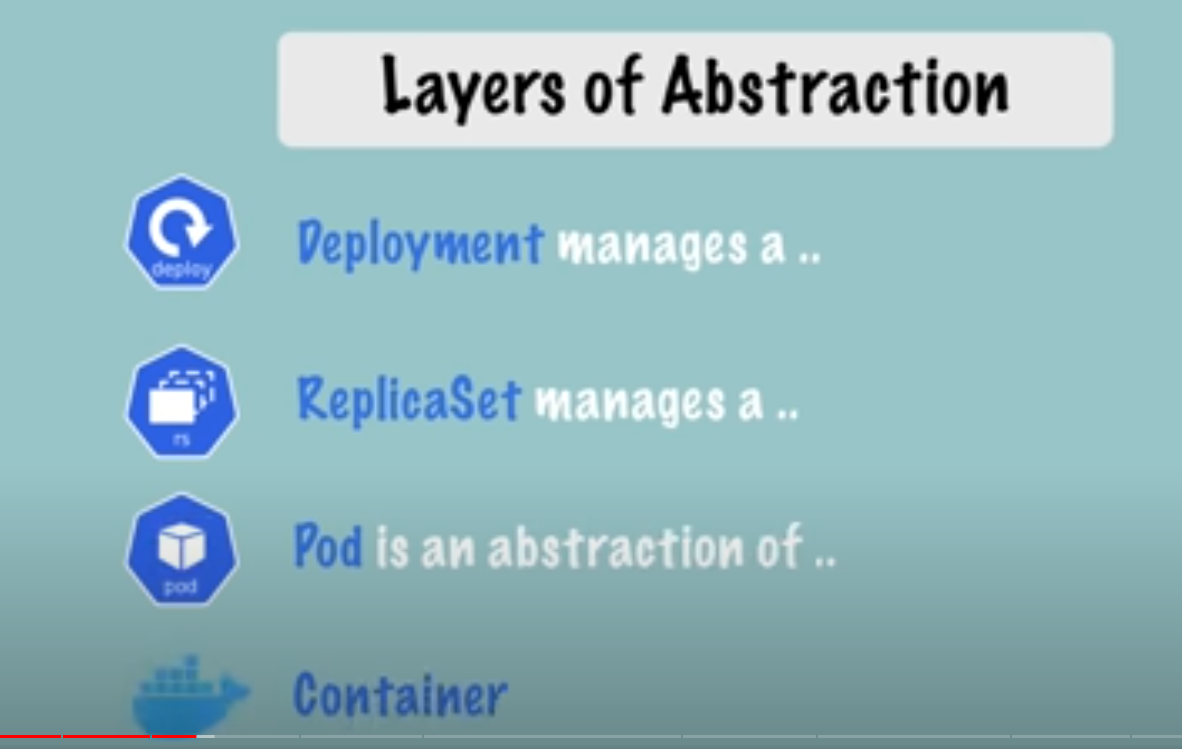 Layers of Abstraction
deploy
Deployment manages a ..
rs
ReplicaSet manages a ..
pod
Pod is an abstraction of ..
Container